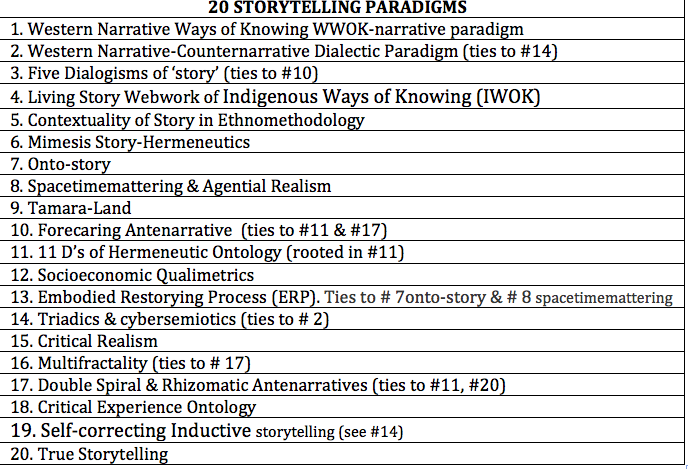 20 STORYTELLING PARADIGMS
1. Western Narrative Ways of Knowing WWOK-narrative paradigm
2. Western Narrative-Counternarrative Dialectic Paradigm (ties to #14)
3. Five Dialogisms of ‘story’ (ties to #10)
4. Living Story Webwork of Indigenous Ways of Knowing (IWOK)
5. Contextuality of Story in Ethnomethodology
6. Mimesis Story-Hermeneutics
7. Onto-story
8. Spacetimemattering & Agential Realism
9. Tamara-Land
10. Forecaring Antenarrative (ties to #11 & #17)
11. 11 D’s of Hermeneutic Ontology (rooted in #11)
12. Socioeconomic Qualimetrics
13. Embodied Restorying Process (ERP). Ties to # 7onto-story & # 8 spacetimemattering
14. Triadics & cybersemiotics (ties to # 2)
15. Critical Realism
16. Multifractality (ties to # 17)
17. Double Spiral & Rhizomatic Antenarratives (ties to #11, #20)
18. Critical Experience Ontology
19. Self-correcting Inductive storytelling (see #14)
20. True Storytelling